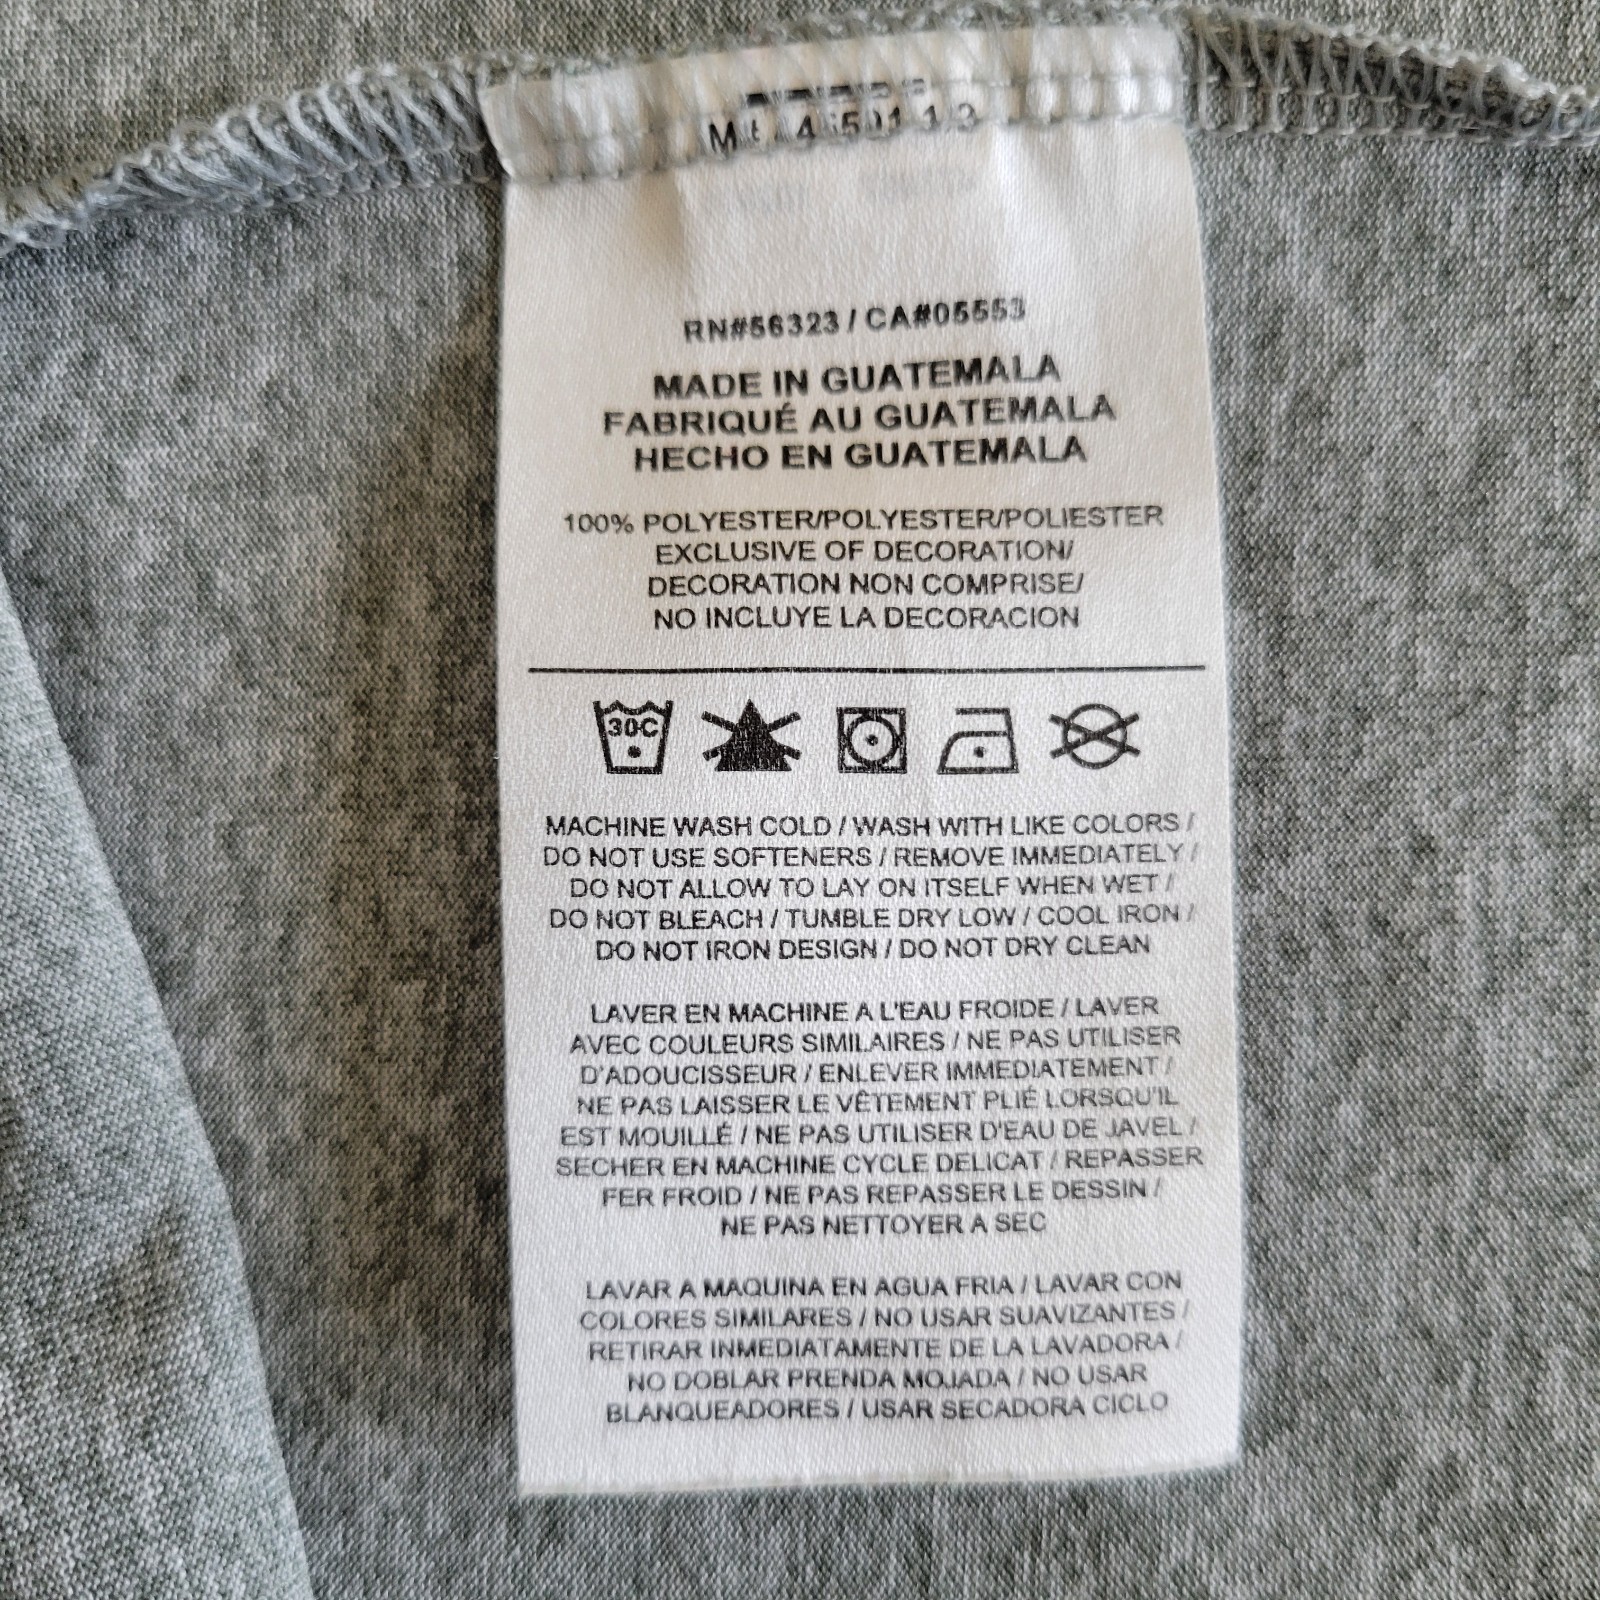 RN#56323 / CA#05553
MADE IN GUATEMALA
FABRIQUÉ AU GUATEMALA
HECHO EN GUATEMALA
100% POLYESTER/POLYESTER/POLIESTER
EXCLUSIVE OF DECORATION/
DECORATION NON COMPRISE/
NO INCLUYE LA DECORACION
30C
MACHINE WASH COLD / WASH WITH LIKE COLORS /
DO NOT USE SOFTENERS / REMOVE IMMEDIATELY /
DO NOT ALLOW TO LAY ON ITSELF WHEN WET /
DO NOT BLEACH / TUMBLE DRY LOW / COOL IRON /
DO NOT IRON DESIGN / DO NOT DRY CLEAN
LAVER EN MACHINE A L'EAU FROIDE / LAVER
AVEC COULEURS SIMILAIRES / NE PAS UTILISER
D'ADOUCISSEUR / ENLEVER IMMEDIATEMENT /
NE PAS LAISSER LE VÊTEMENT PLIÉ LORSQU'IL
EST MOUILLÉ / NE PAS UTILISER D'EAU DE JAVEL /
SECHER EN MACHINE CYCLE DELICAT / REPASSER
FER FROID / NE PAS REPASSER LE DESSIN /
NE PAS NETTOYER A SEC
LAVAR A MAQUINA EN AGUA FRIA / LAVAR CON
COLORES SIMILARES / NO USAR SUAVIZANTES /
RETIRAR INMEDIATAMENTE DE LA LAVADORA /
NO DOBLAR PRENDA MOJADA / NO USAR
BLANQUEADORES / USAR SECADORA CICLO